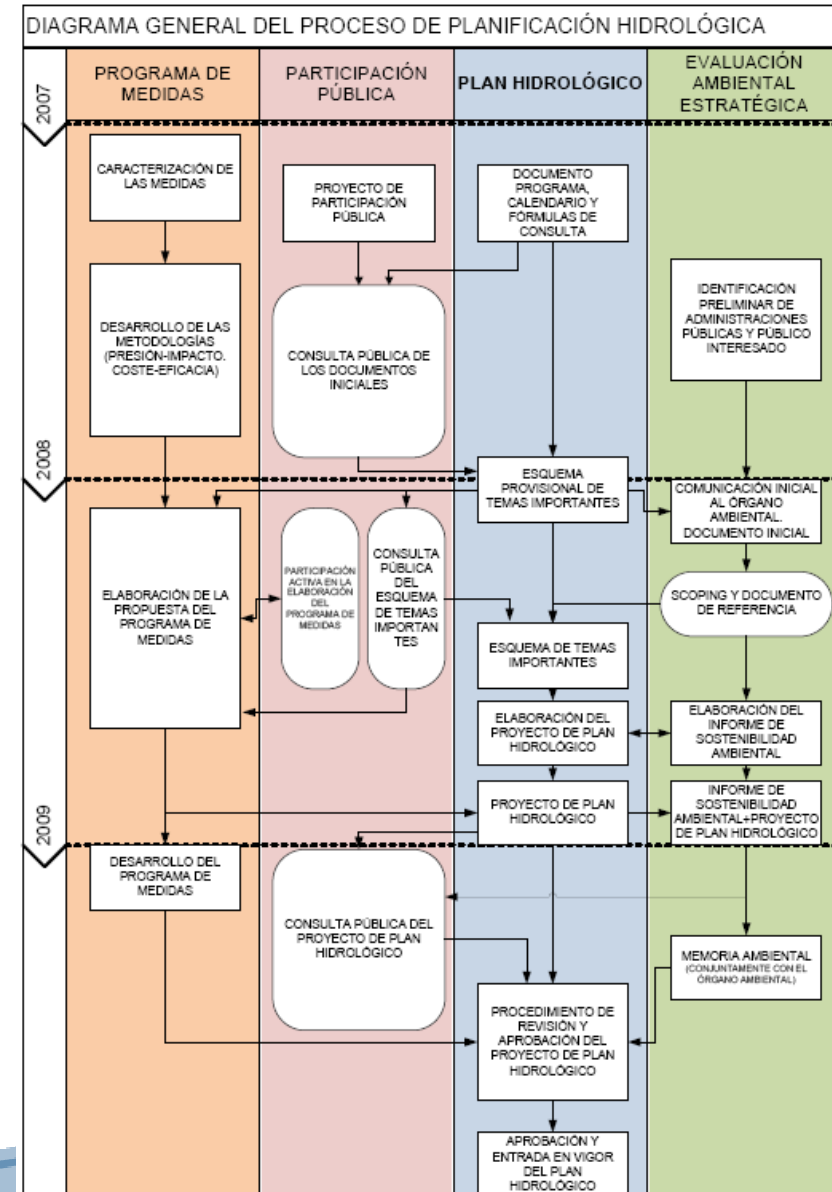 DIAGRAMA GENERAL DEL PROCESO DE PLANIFICACIÓN HIDROLÓGICA
2007
PROGRAMA DE
MEDIDAS
PARTICIPACIÓN
PÚBLICA
PLAN HIDROLÓGICO
EVALUACIÓN
AMBIENTAL
ESTRATÉGICA
CARACTERIZACIÓN DE
LAS MEDIDAS
PROYECTO DE
PARTICIPACIÓN
PÚBLICA
DOCUMENTO
PROGRAMA,
CALENDARIO Y
FÓRMULAS DE
CONSULTA
DESARROLLO DE LAS
METODOLOGÍAS
(PRESIÓN-IMPACTO.
COSTE-EFICACIA)
CONSULTA PÚBLICA DE
LOS DOCUMENTOS
INICIALES
IDENTIFICACIÓN
PRELIMINAR DE
ADMINISTRACIONES
PÚBLICAS Y PÚBLICO
INTERESADO
2008
ESQUEMA
PROVISIONAL DE
TEMAS IMPORTANTES
COMUNICACIÓN INICIAL
AL ÓRGANO
AMBIENTAL.
DOCUMENTO INICIAL
ELABORACIÓN DE LA
PROPUESTA DEL
PROGRAMA DE
MEDIDAS
PARTICIPACIÓN
ACTIVA EN LA
ELABORACIÓN
DEL
PROGRAMA DE
MEDIDAS
CONSULTA
PÚBLICA
DEL
ESQUEMA
DE TEMAS
IMPORTAN
TES
SCOPING Y DOCUMENTO
DE REFERENCIA
ESQUEMA DE TEMAS
IMPORTANTES
ELABORACIÓN DEL
PROYECTO DE PLAN
HIDROLÓGICO
ELABORACIÓN DEL
INFORME DE
SOSTENIBILIDAD
AMBIENTAL
PROYECTO DE PLAN
HIDROLÓGICO
INFORME DE
SOSTENIBILIDAD
AMBIENTAL+PROYECTO
DE PLAN HIDROLÓGICO
2009
DESARROLLO DEL
PROGRAMA DE
MEDIDAS
CONSULTA PÚBLICA DEL
PROYECTO DE PLAN
HIDROLÓGICO
MEMORIA AMBIENTAL
(CONJUNTAMENTE CON EL
ÓRGANO AMBIENTAL)
PROCEDIMIENTO DE
REVISIÓN Y
APROBACIÓN DEL
PROYECTO DE PLAN
HIDROLÓGICO
APROBACIÓN Y
ENTRADA EN VIGOR
DEL PLAN
HIDROLÓGICO